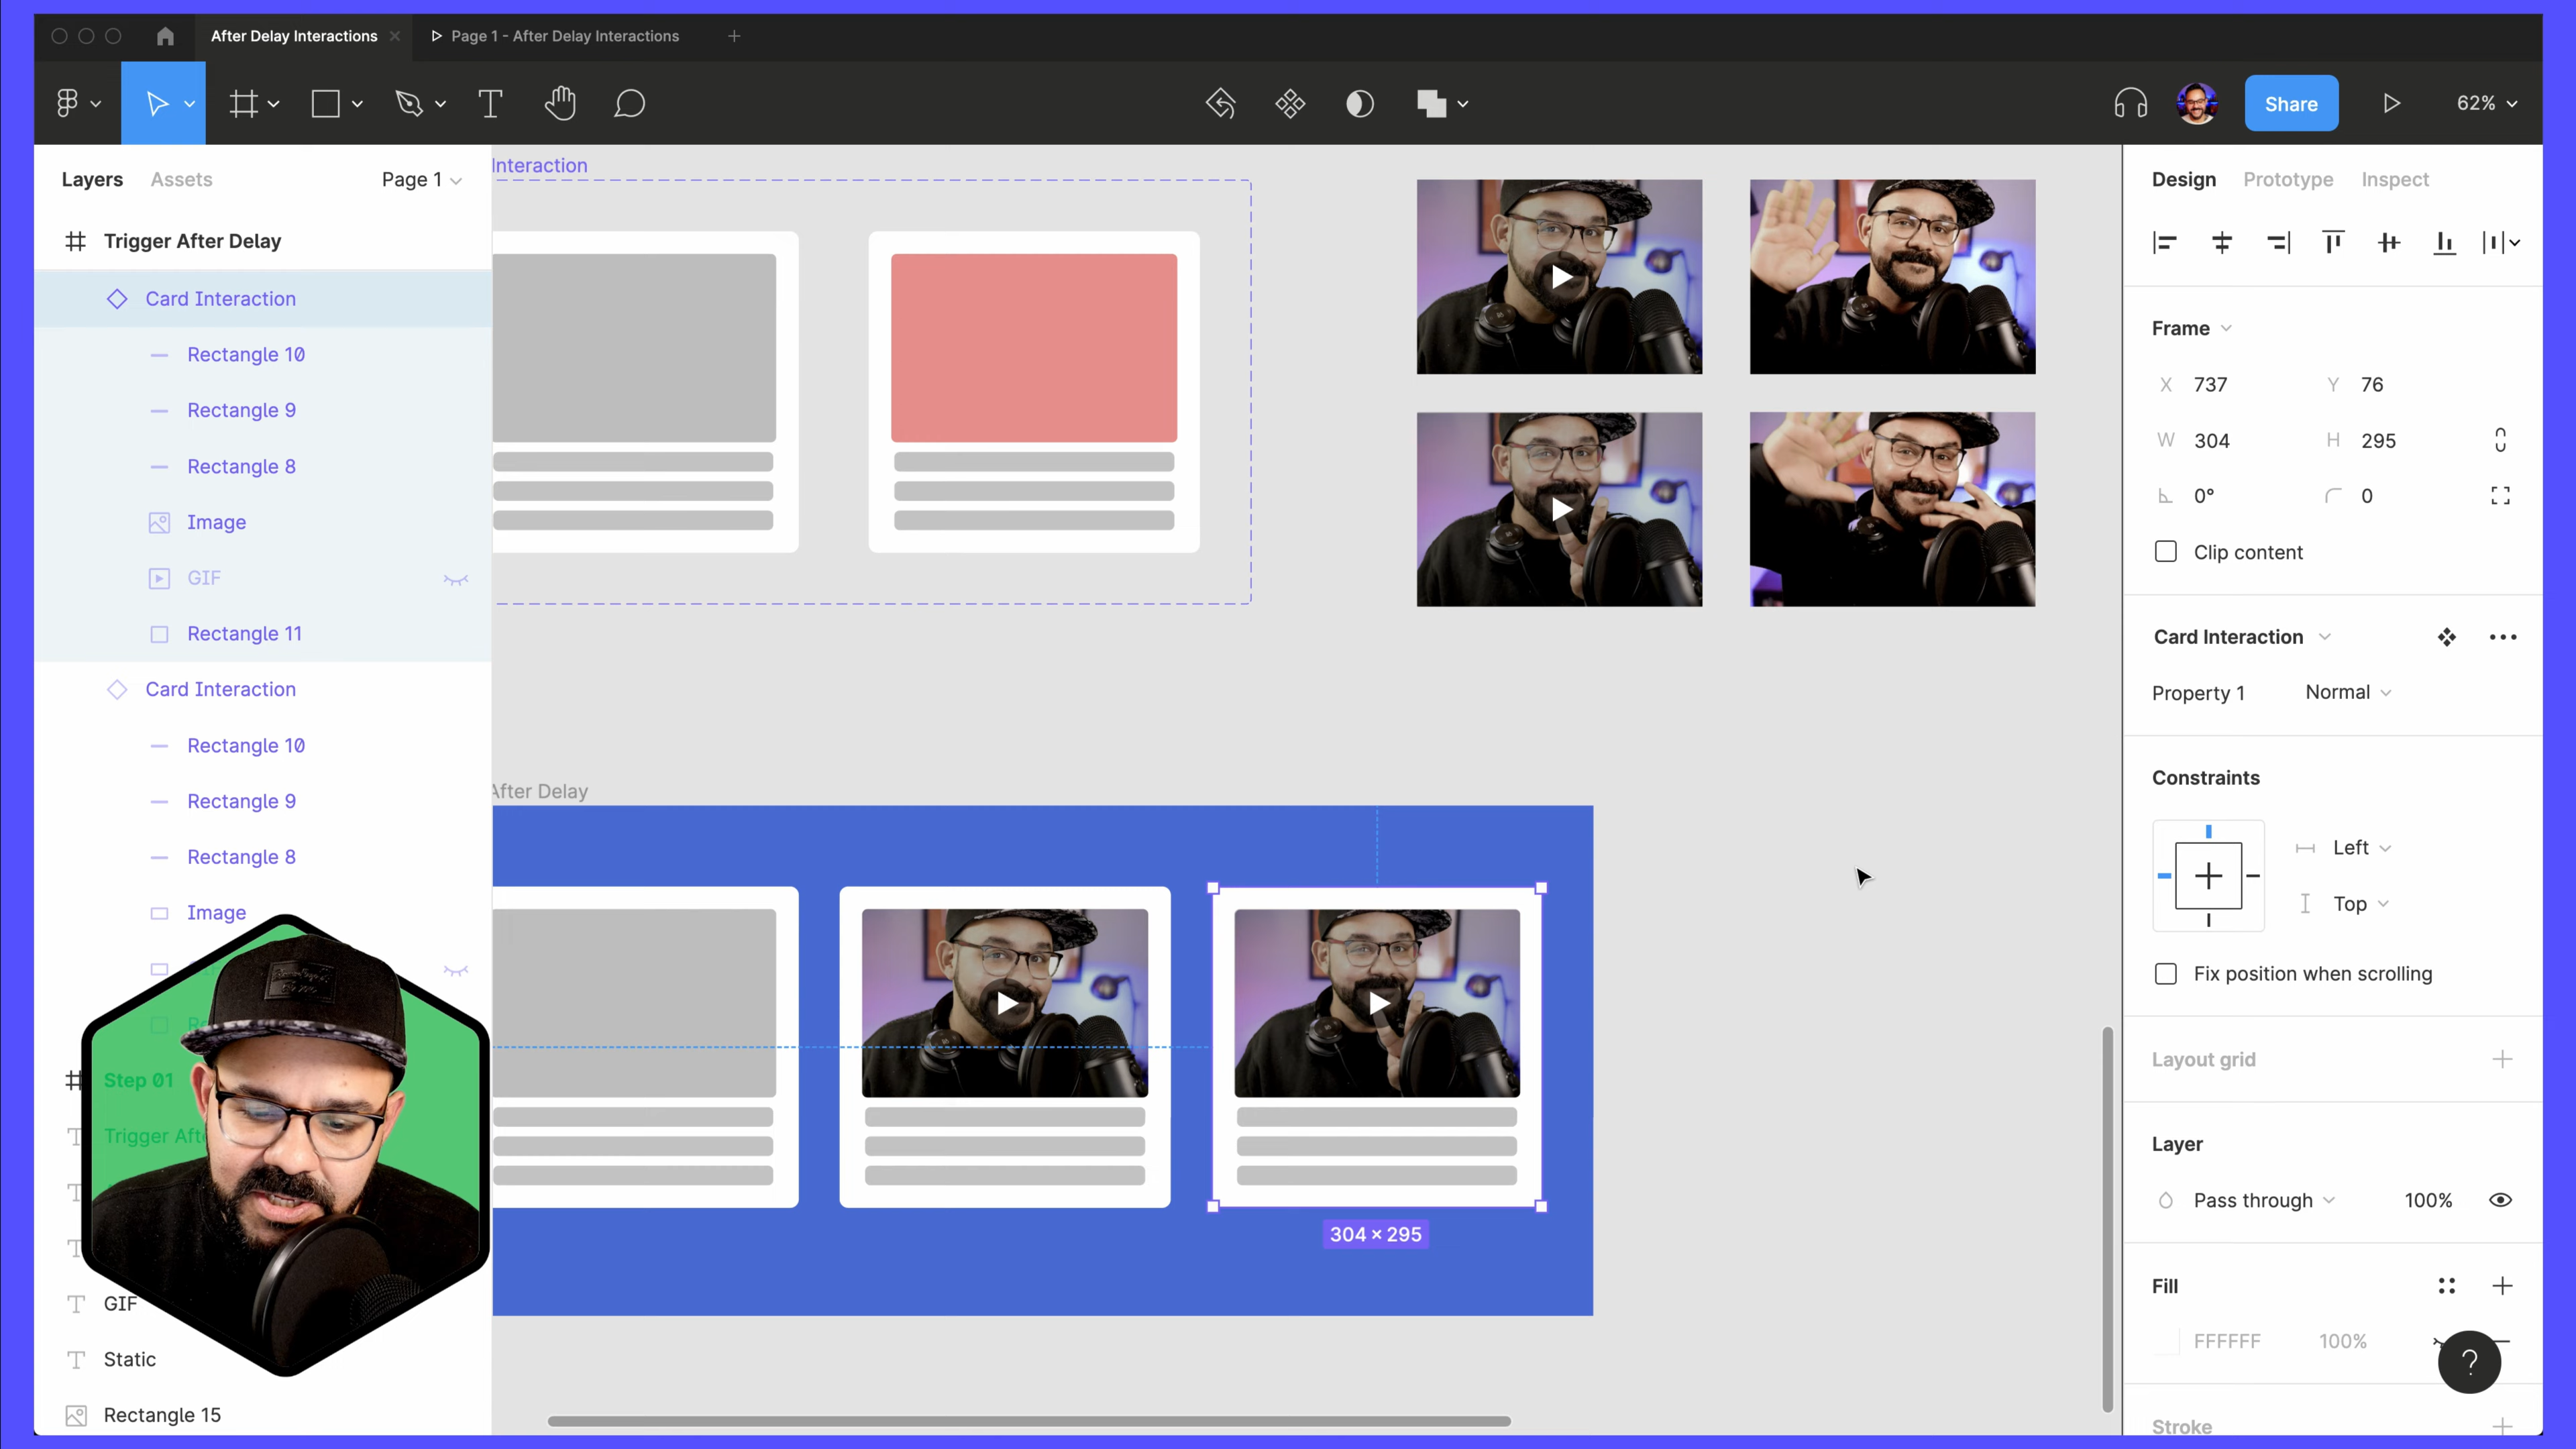 After Delay Interactions
Page 1 - After Delay Interactions
Share
62%
Layers
Assets
Page 1
Trigger After Delay
Card Interaction
Rectangle 10
Rectangle 9
Rectangle 8
Image
GIF
Rectangle 11
Card Interaction
Rectangle 10
Rectangle 9
Rectangle 8
Image
Step 01
Trigger Aft
GIF
Static
Rectangle 15
Interaction
After Delay
304 × 295
Design
Prototype
Inspect
Frame
X 737
Y 76
W 304
H 295
0°
0
Clip content
Card Interaction
Property 1
Normal
Constraints
Left
Top
Fix position when scrolling
Layout grid
Layer
Pass through
100%
Fill
FFFFFF
100%
?
Stroke